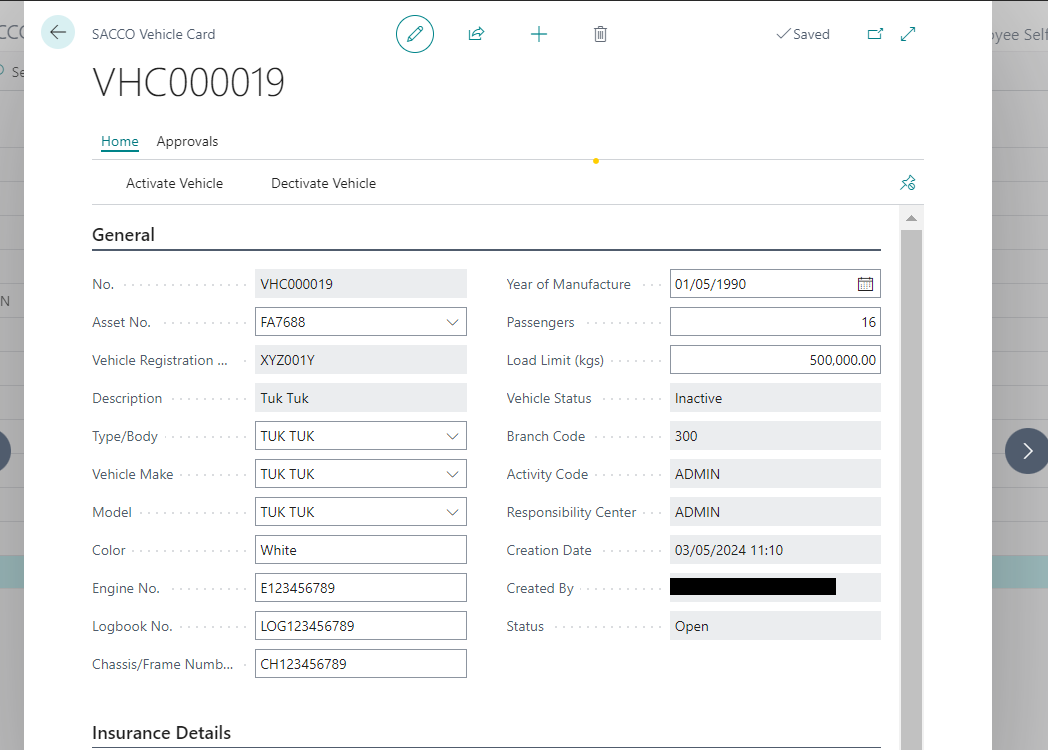 SACCO Vehicle Card
Saved
VHC000019
Home Approvals
Activate Vehicle Dectivate Vehicle
General
No. VHC000019
Asset No. FA7688
Vehicle Registration ... XYZ001Y
Description Tuk Tuk
Type/Body TUK TUK
Vehicle Make TUK TUK
Model TUK TUK
Color White
Engine No. E123456789
Logbook No. LOG123456789
Chassis/Frame Numb... CH123456789
Year of Manufacture 01/05/1990
Passengers 16
Load Limit (kgs) 500,000.00
Vehicle Status Inactive
Branch Code 300
Activity Code ADMIN
Responsibility Center ADMIN
Creation Date 03/05/2024 11:10
Created By
Status Open
Insurance Details